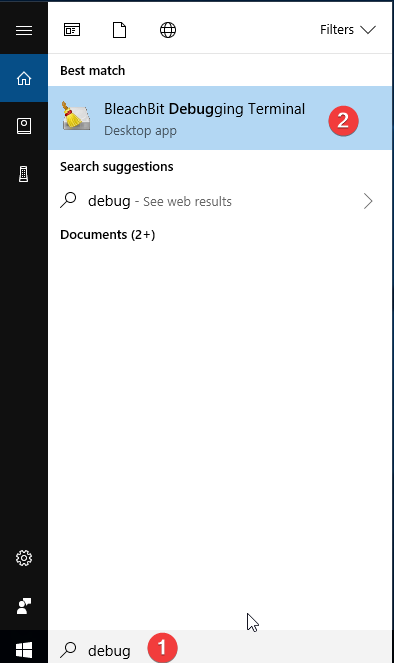 Filters
Best match
BleachBit Debugging Terminal
Desktop app
2
Search suggestions
debug - See web results
Documents (2+)
debug
1